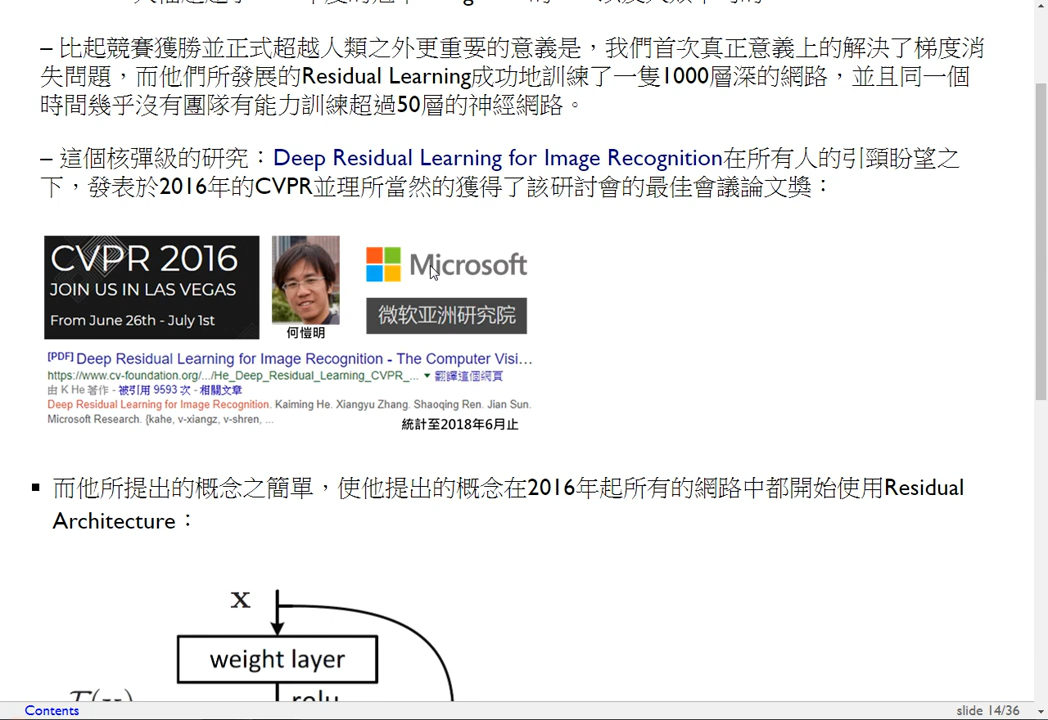 – 比起競賽獲勝並正式超越人類之外更重要的意義是，我們首次真正意義上的解決了梯度消
失問題，而他們所發展的Residual Learning成功地訓練了一隻1000層深的網路，並且同一個
時間幾乎沒有團隊有能力訓練超過50層的神經網路。
– 這個核彈級的研究：Deep Residual Learning for Image Recognition在所有人的引頸盼望之
下，發表於2016年的CVPR並理所當然的獲得了該研討會的最佳會議論文獎：
CVPR 2016
JOIN US IN LAS VEGAS
From June 26th - July 1st
何愷明
Microsoft
微软亚洲研究院
[PDF] Deep Residual Learning for Image Recognition - The Computer Visi...
https://www.cv-foundation.org/.../He_Deep_Residual_Learning_CVPR_... ▼ 翻譯這個網頁
由 K He 著作 - 被引用 9593 次 - 相關文章
Deep Residual Learning for Image Recognition. Kaiming He. Xiangyu Zhang. Shaoqing Ren. Jian Sun.
Microsoft Research. {kahe, v-xiangz, v-shren, ...
統計至2018年6月止
▪ 而他所提出的概念之簡單，使他提出的概念在2016年起所有的網路中都開始使用Residual
Architecture：
x
weight layer
relu
Contents
slide 14/36